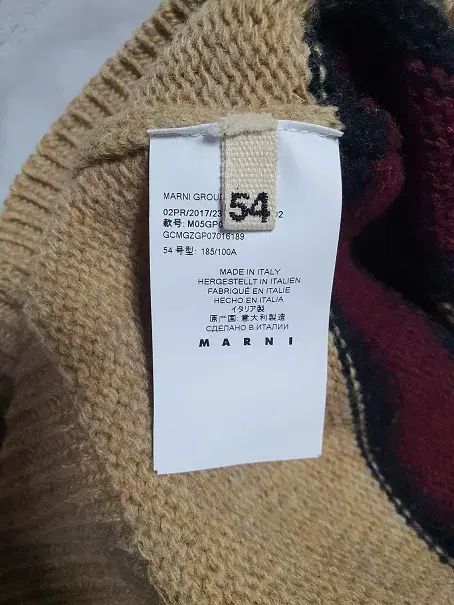 MARNI GROUP
54
02PR/2017/23
款号: M05GP0
GCMGZGP07016189
54 号型: 185/100A
MADE IN ITALY
HERGESTELLT IN ITALIEN
FABRIQUÉ EN ITALIE
HECHO EN ITALIA
イタリア製
原产国: 意大利製造
СДЕЛАНО В ИТАЛИИ
MARNI